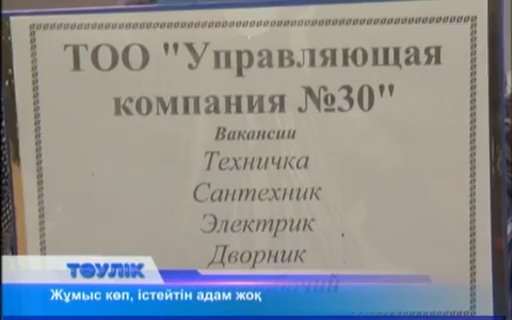 ТОО "Управляющая
компания №30"
Вакансии
Техничка
Сантехник
Электрик
Дворник
ТӘУЛІК
Жұмыс көп, істейтін адам жоқ